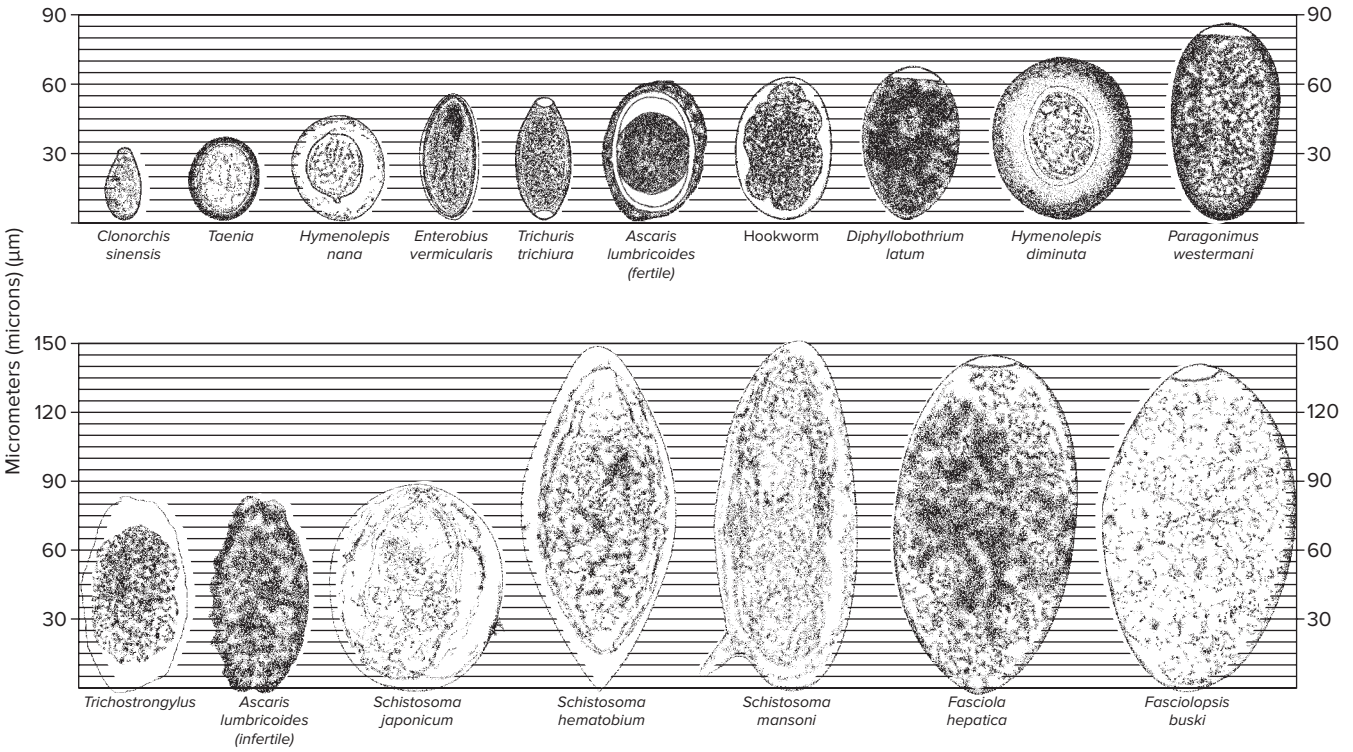 90
90
60
60
30
30
Clonorchis
sinensis
Taenia
Hymenolepis
nana
Enterobius
vermicularis
Trichuris
trichiura
Ascaris
lumbricoides
(fertile)
Hookworm
Diphyllobothrium
latum
Hymenolepis
diminuta
Paragonimus
westermani
Micrometers (microns) (µm)
150
150
120
120
90
90
60
60
30
30
Trichostrongylus
Ascaris
lumbricoides
(infertile)
Schistosoma
japonicum
Schistosoma
hematobium
Schistosoma
mansoni
Fasciola
hepatica
Fasciolopsis
buski